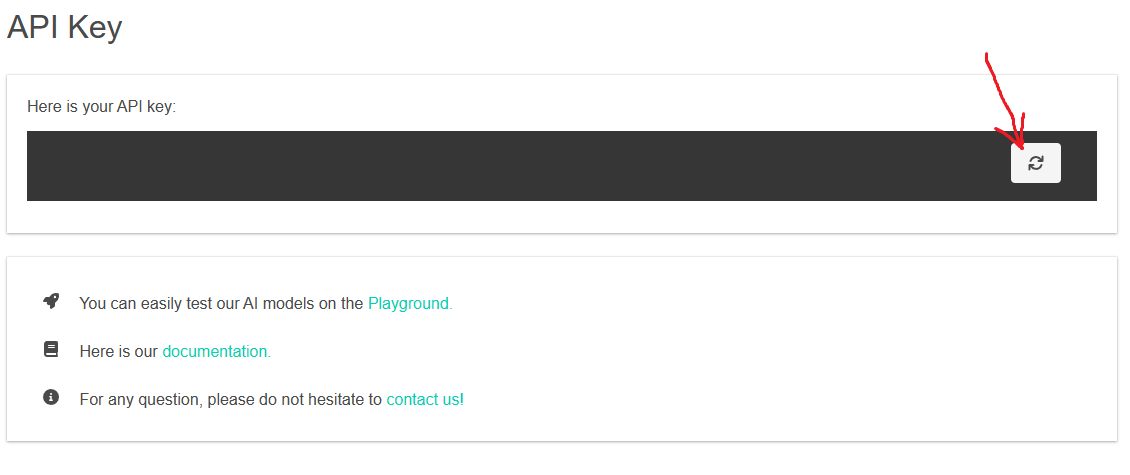 API Key
Here is your API key:
You can easily test our AI models on the Playground.
Here is our documentation.
For any question, please do not hesitate to contact us!